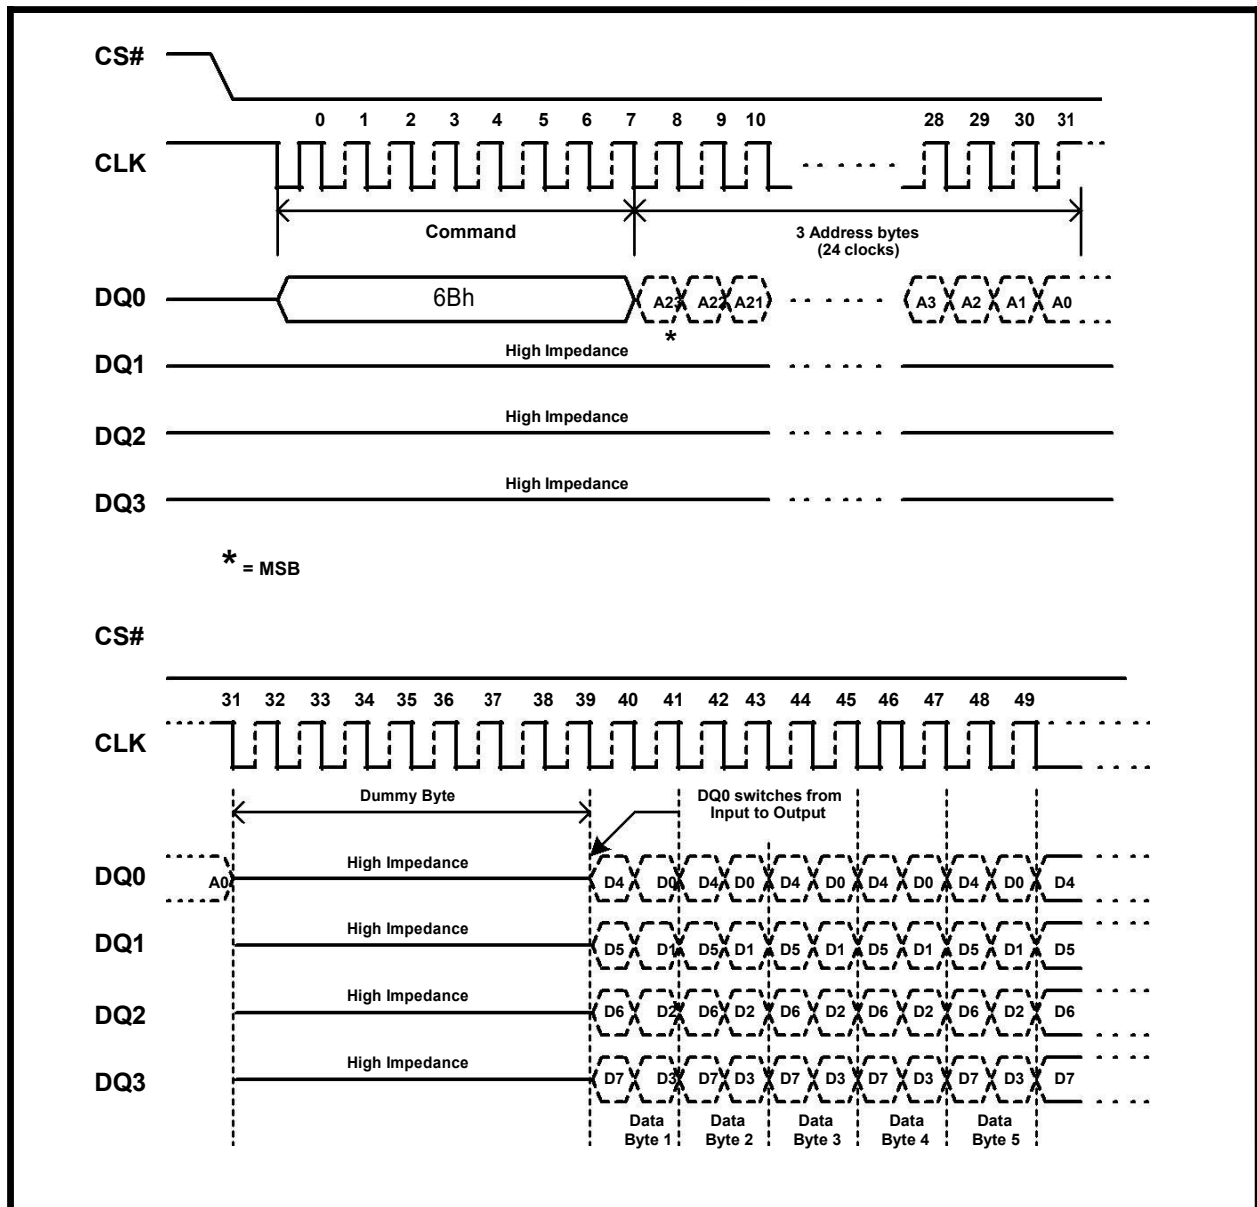 CS#
0 1 2 3 4 5 6 7 8 9 10 28 29 30 31
CLK
Command
3 Address bytes
(24 clocks)
DQ0 6Bh A23 A22 A21 A3 A2 A1 A0
*
High Impedance
DQ1
High Impedance
DQ2
High Impedance
DQ3
* = MSB
CS#
31 32 33 34 35 36 37 38 39 40 41 42 43 44 45 46 47 48 49
CLK
Dummy Byte
DQ0 switches from
Input to Output
High Impedance
DQ0 A0 D4 D0 D4 D0 D4 D0 D4 D0 D4 D0 D4
High Impedance
DQ1 D5 D1 D5 D1 D5 D1 D5 D1 D5 D1 D5
High Impedance
DQ2 D6 D2 D6 D2 D6 D2 D6 D2 D6 D2 D6
High Impedance
DQ3 D7 D3 D7 D3 D7 D3 D7 D3 D7 D3 D7
Data Data Data Data Data
Byte 1 Byte 2 Byte 3 Byte 4 Byte 5